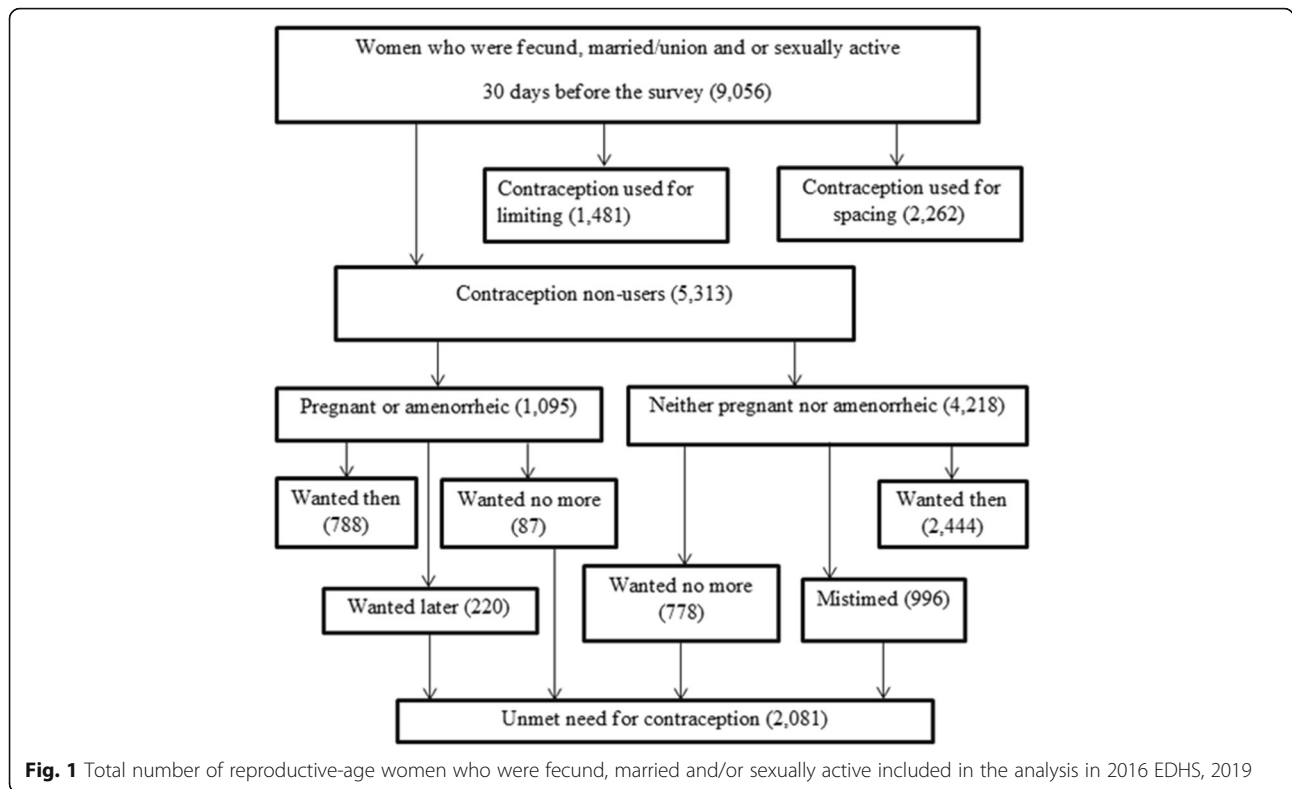 Women who were fecund, married/union and or sexually active
30 days before the survey (9,056)
Contraception used for
limiting (1,481)
Contraception used for
spacing (2,262)
Contraception non-users (5,313)
Pregnant or amenorrheic (1,095)
Neither pregnant nor amenorrheic (4,218)
Wanted then
(788)
Wanted no more
(87)
Wanted then
(2,444)
Wanted later (220)
Wanted no more
(778)
Mistimed (996)
Unmet need for contraception (2,081)
Fig. 1 Total number of reproductive-age women who were fecund, married and/or sexually active included in the analysis in 2016 EDHS, 2019